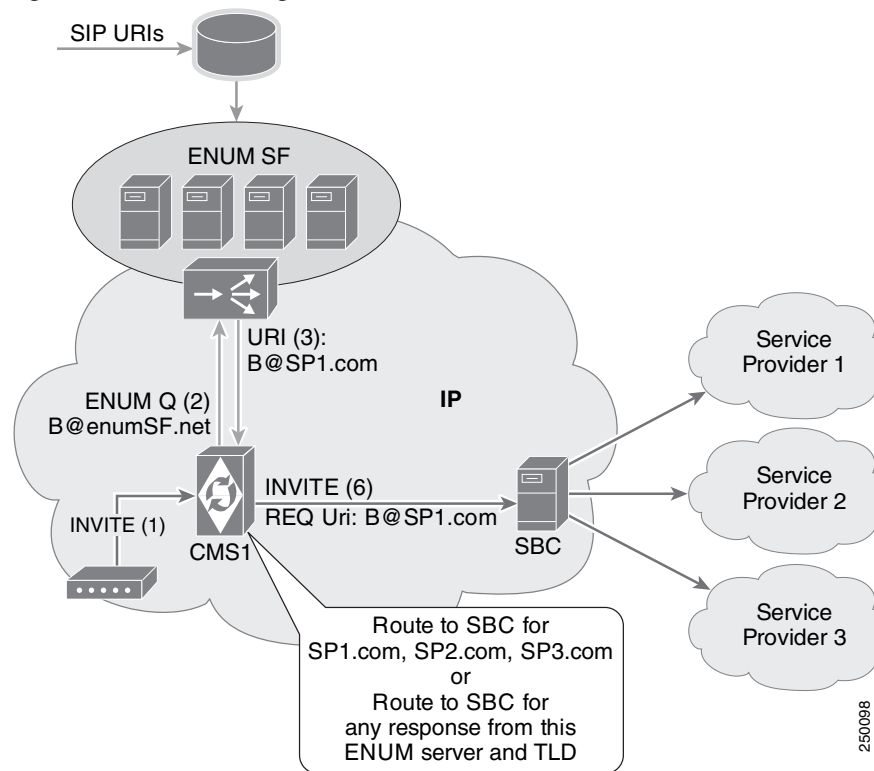 SIP URIs
ENUM SF
URI (3):
B@SP1.com
ENUM Q (2)
B@enumSF.net
IP
INVITE (1)
CMS1
INVITE (6)
REQ Uri: B@SP1.com
SBC
Service
Provider 1
Service
Provider 2
Service
Provider 3
Route to SBC for
SP1.com, SP2.com, SP3.com
or
Route to SBC for
any response from this
ENUM server and TLD
250098